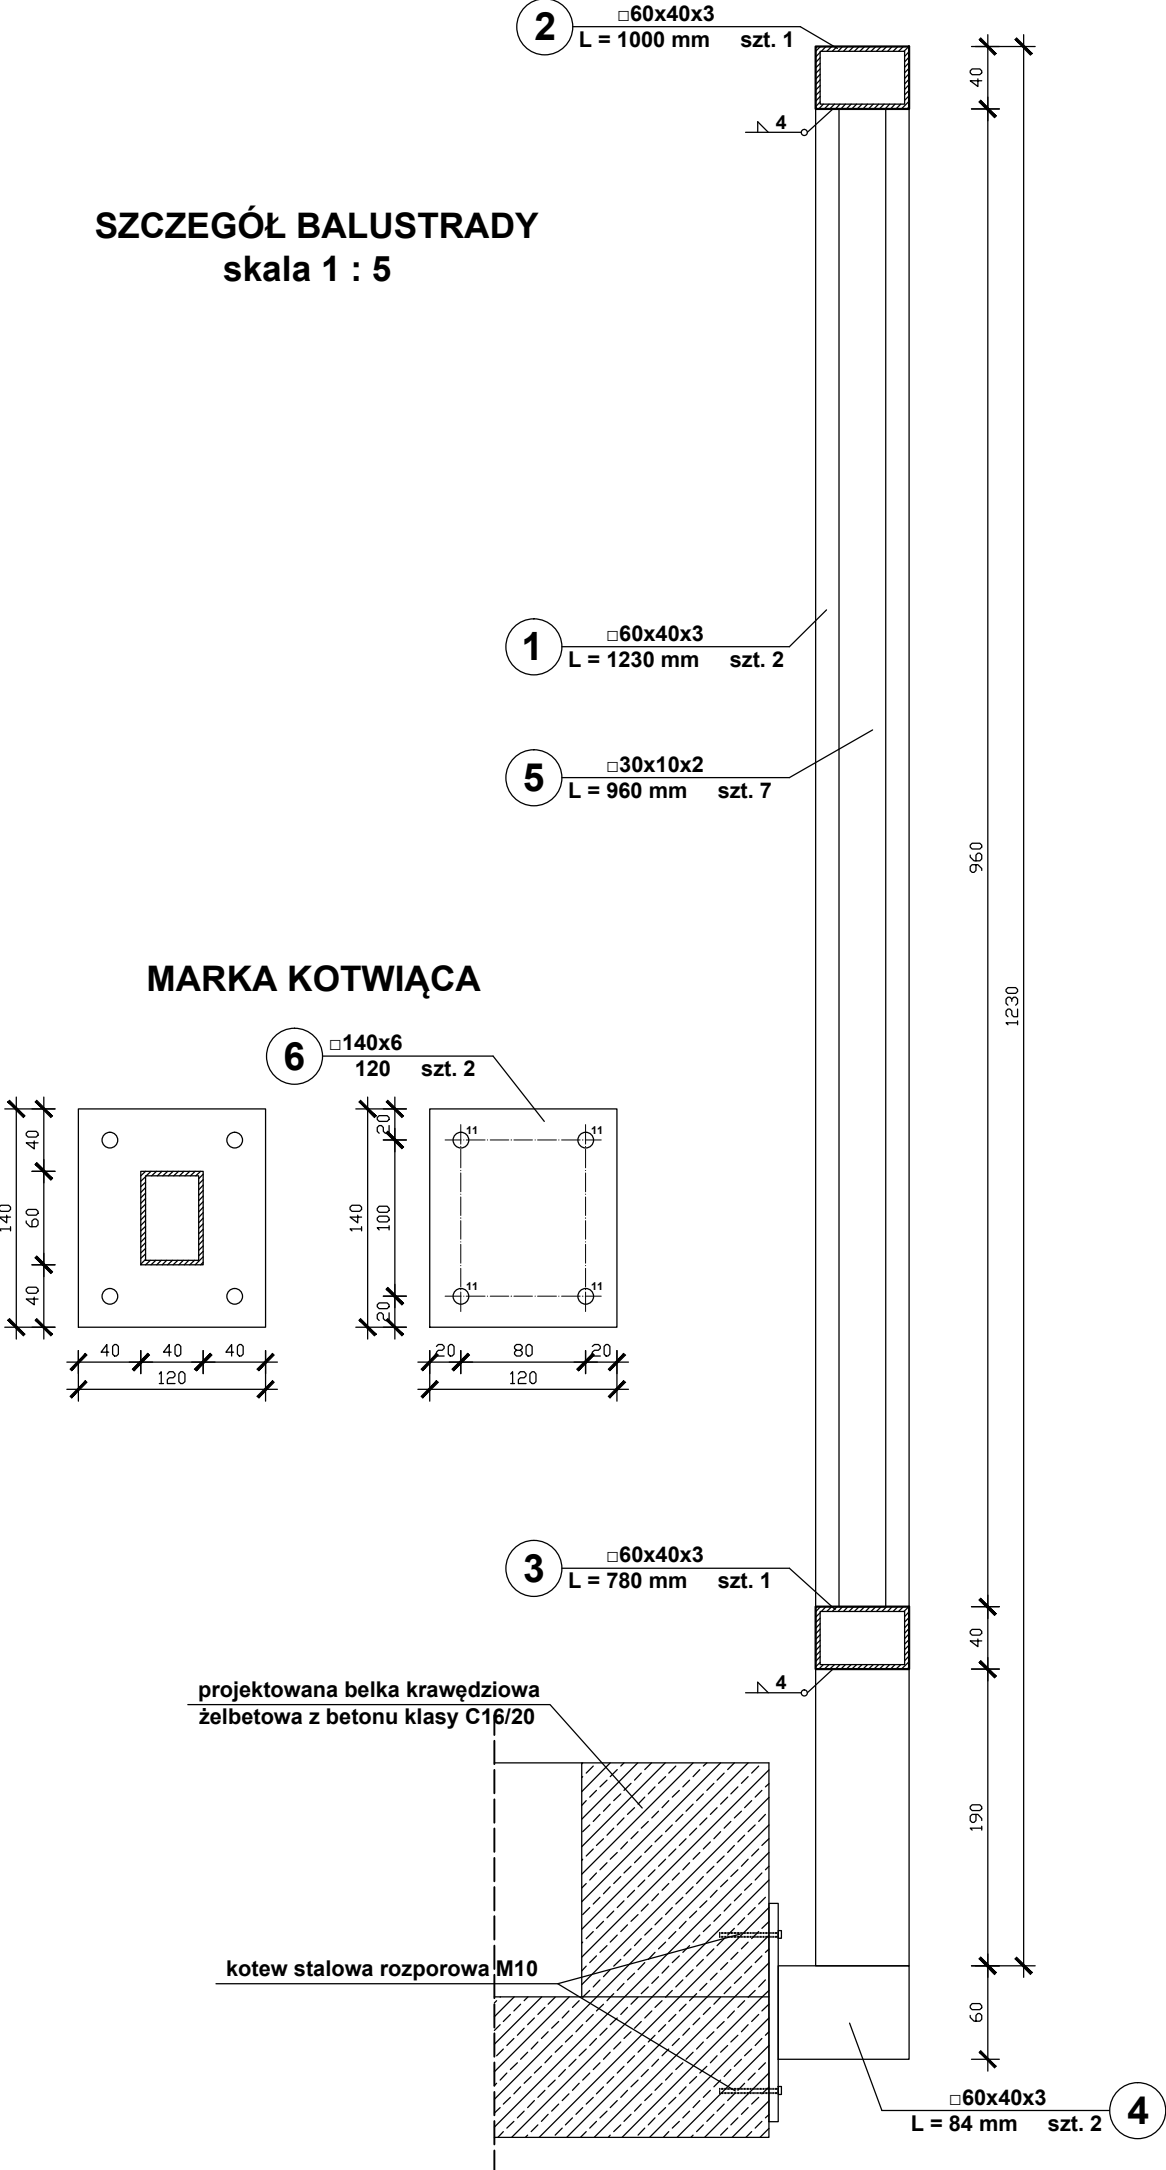 2
□60x40x3
L = 1000 mm szt. 1
40
4
SZCZEGÓŁ BALUSTRADY
skala 1 : 5
1
□60x40x3
L = 1230 mm szt. 2
5
□30x10x2
L = 960 mm szt. 7
960
1230
MARKA KOTWIĄCA
6
□140x6
120 szt. 2
140
40
60
40
40
40
40
120
140
20
100
20
11
11
11
11
20
80
20
120
3
□60x40x3
L = 780 mm szt. 1
40
4
projektowana belka krawędziowa
żelbetowa z betonu klasy C16/20
190
kotew stalowa rozporowa M10
60
□60x40x3
L = 84 mm szt. 2
4